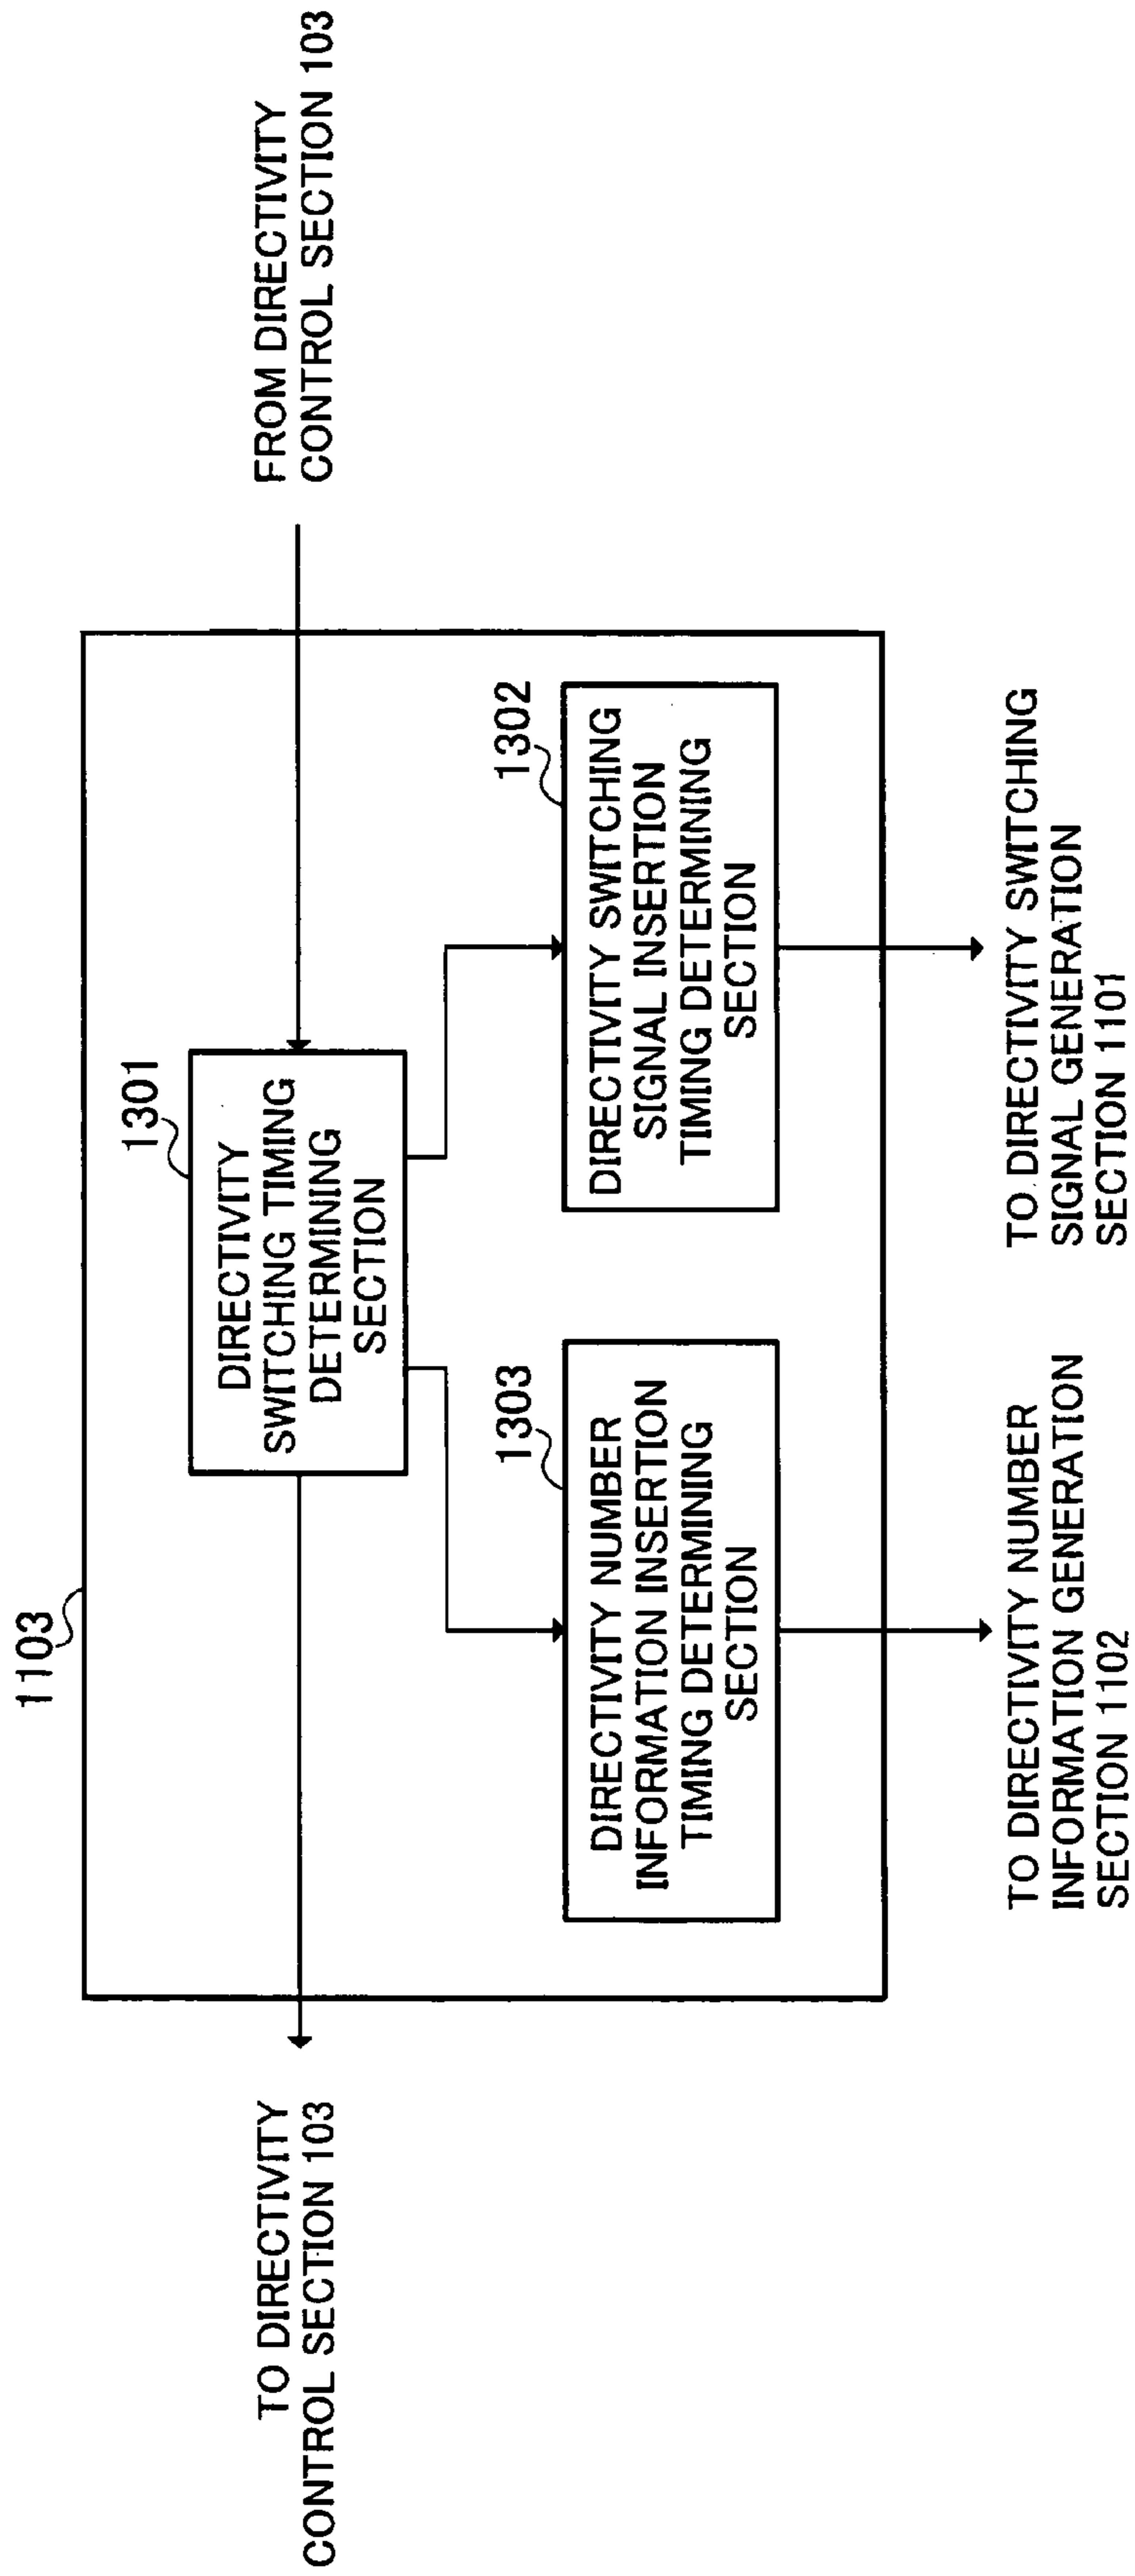 1103
TO DIRECTIVITY
CONTROL SECTION 103
1301
DIRECTIVITY
SWITCHING TIMING
DETERMINING
SECTION
FROM DIRECTIVITY
CONTROL SECTION 103
1303
DIRECTIVITY NUMBER
INFORMATION INSERTION
TIMING DETERMINING
SECTION
1302
DIRECTIVITY SWITCHING
SIGNAL INSERTION
TIMING DETERMINING
SECTION
TO DIRECTIVITY NUMBER
INFORMATION GENERATION
SECTION 1102
TO DIRECTIVITY SWITCHING
SIGNAL GENERATION
SECTION 1101